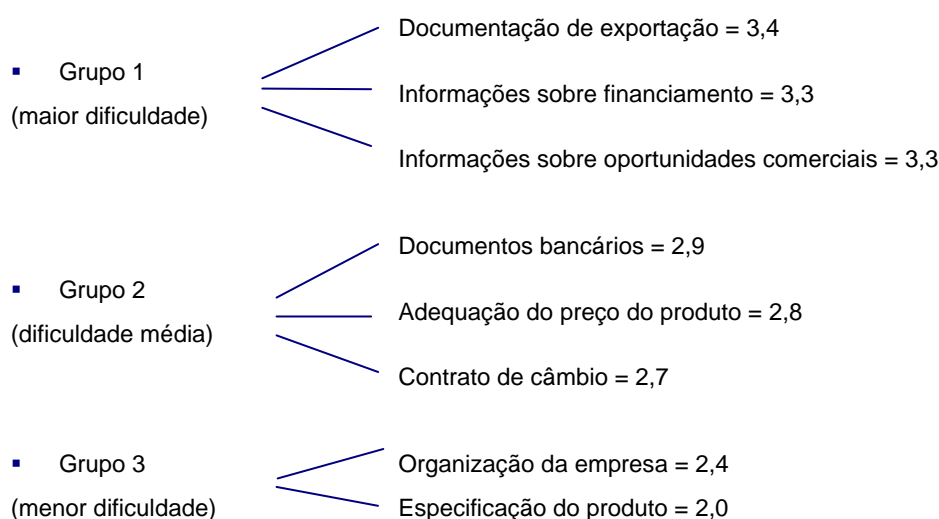 Documentação de exportação = 3,4
▪ Grupo 1
(maior dificuldade)
Informações sobre financiamento = 3,3
Informações sobre oportunidades comerciais = 3,3
Documentos bancários = 2,9
▪ Grupo 2
(dificuldade média)
Adequação do preço do produto = 2,8
Contrato de câmbio = 2,7
▪ Grupo 3
(menor dificuldade)
Organização da empresa = 2,4
Especificação do produto = 2,0